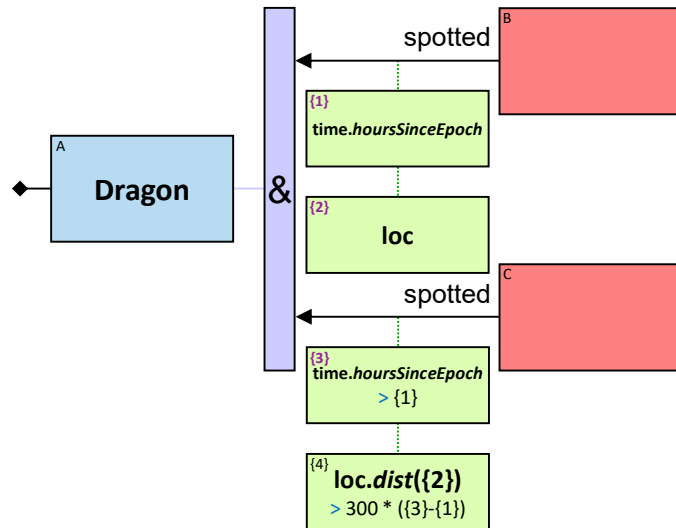 spotted
B
{1}
time.hoursSinceEpoch
A
Dragon
&
{2}
loc
spotted
C
{3}
time.hoursSinceEpoch
> {1}
{4}
loc.dist({2})
> 300 * ({3}-{1})